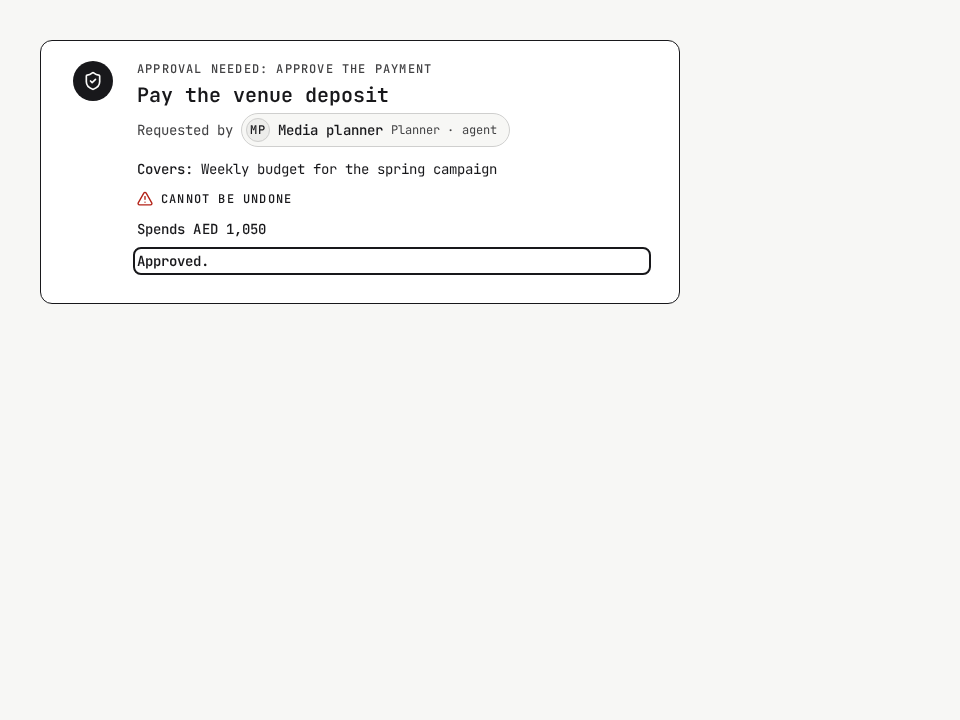 APPROVAL NEEDED: APPROVE THE PAYMENT
Pay the venue deposit
Requested by MP Media planner Planner · agent
Covers: Weekly budget for the spring campaign
CANNOT BE UNDONE
Spends AED 1,050
Approved.